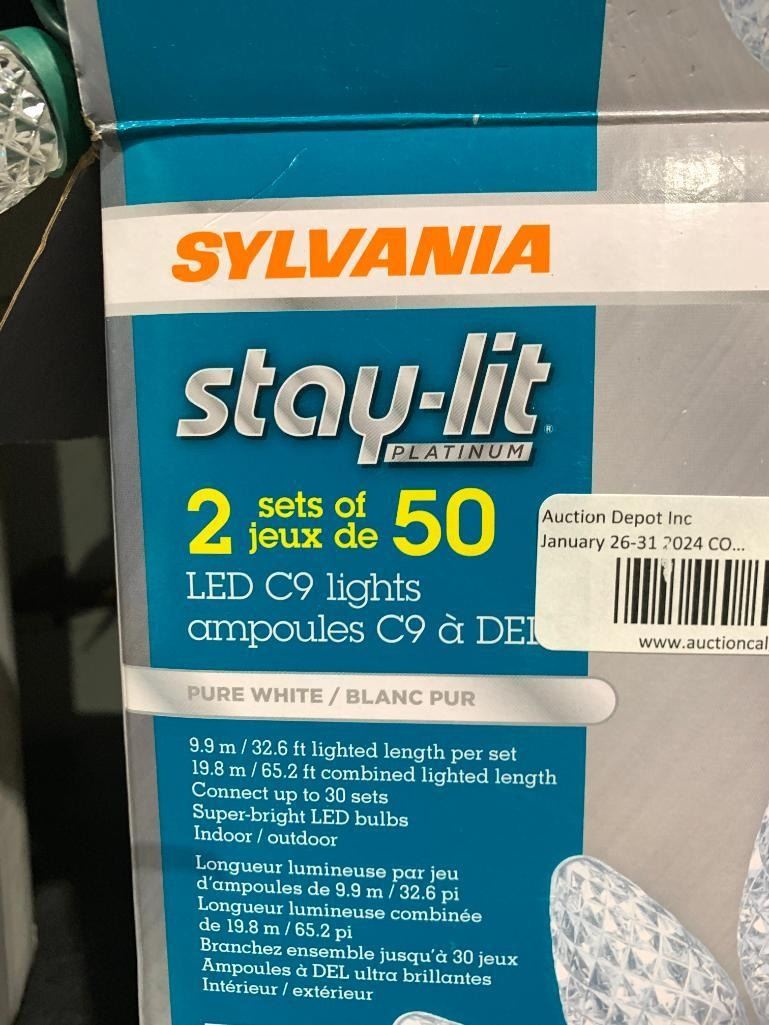 SYLVANIA
stay-lit®
PLATINUM
2 sets of jeux de 50
LED C9 lights
ampoules C9 à DEL
PURE WHITE / BLANC PUR
9.9 m / 32.6 ft lighted length per set
19.8 m / 65.2 ft combined lighted length
Connect up to 30 sets
Super-bright LED bulbs
Indoor / outdoor
Longueur lumineuse par jeu
d'ampoules de 9.9 m / 32.6 pi
Longueur lumineuse combinée
de 19.8 m / 65.2 pi
Branchez ensemble jusqu'à 30 jeux
Ampoules à DEL ultra brillantes
Intérieur / extérieur
Auction Depot Inc
January 26-31 2024 CO...
www.auctioncal